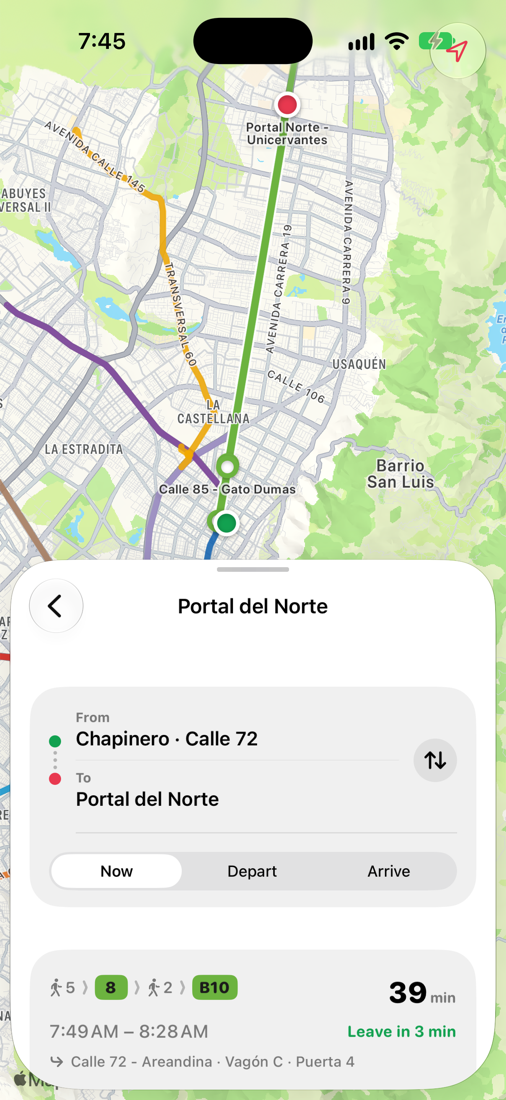 7:45
Portal Norte -
Unicervantes
AVENIDA CALLE 145
ABUYES
VERSAL II
AVENIDA CARRERA 9
AVENIDA CARRERA 19
TRANSVERSAL 60
USAQUÉN
CALLE 106
LA
CASTELLANA
LA ESTRADITA
Barrio
San Luis
Calle 85 - Gato Dumas
Portal del Norte
From
Chapinero · Calle 72
To
Portal del Norte
Now Depart Arrive
5 8 2 B10 39 min
7:49 AM – 8:28 AM Leave in 3 min
Calle 72 - Areandina · Vagón C · Puerta 4